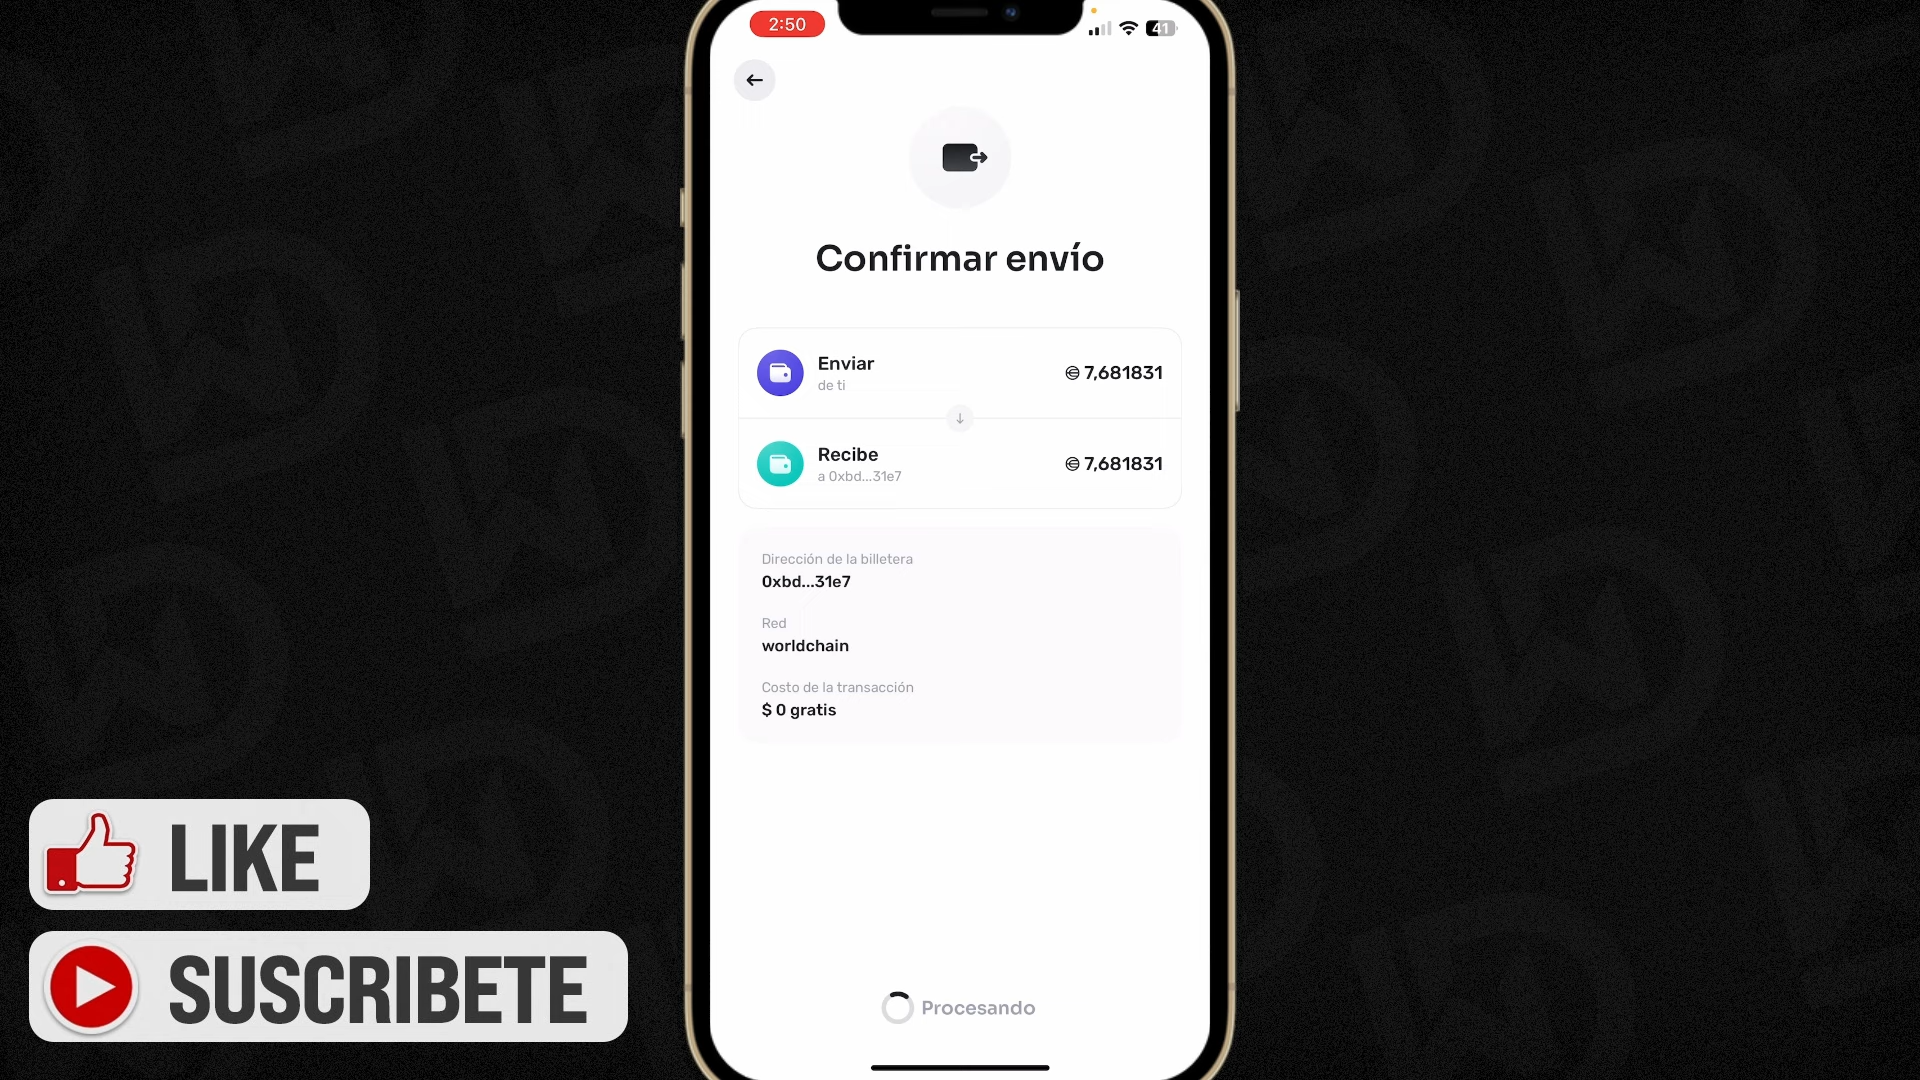 2:50
41
Confirmar envío
Enviar
de ti
7,681831
Recibe
a 0xbd...31e7
7,681831
Dirección de la billetera
0xbd...31e7
Red
worldchain
Costo de la transacción
$ 0 gratis
Procesando
LIKE
SUSCRIBETE